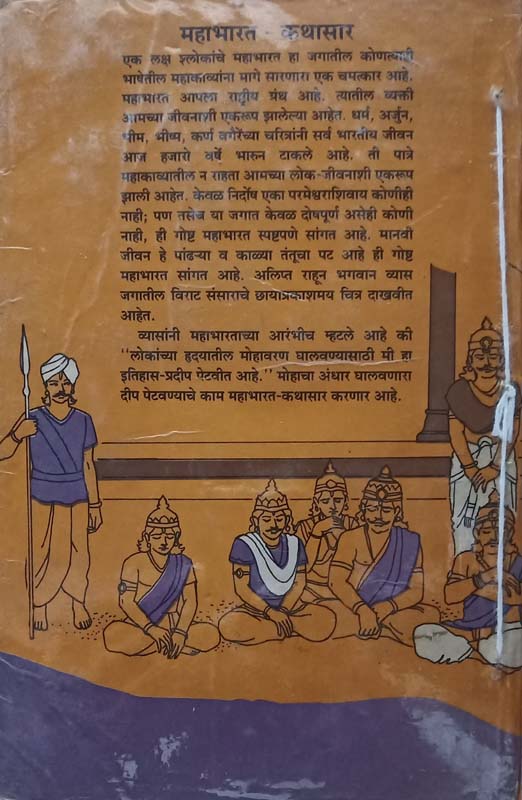 महाभारत - कथासार
एक लक्ष श्लोकांचे महाभारत हा जगातील कोणत्याही
भाषेतील महाकाव्यांना मागे सारणारा एक चमत्कार आहे.
महाभारत आपला राष्ट्रीय ग्रंथ आहे. त्यातील व्यक्ती
आमच्या जीवनाशी एकरूप झालेल्या आहेत. धर्म, अर्जुन,
भीम, भीष्म, कर्ण वगैरेंच्या चरित्रांनी सर्व भारतीय जीवन
आज हजारो वर्षे भारुन टाकले आहे. ती पात्रे
महाकाव्यातील न राहता आमच्या लोक-जीवनाशी एकरूप
झाली आहेत. केवळ निर्दोष एका परमेश्वराशिवाय कोणीही
नाही; पण तसेच या जगात केवळ दोषपूर्ण असेही कोणी
नाही, ही गोष्ट महाभारत स्पष्टपणे सांगत आहे. मानवी
जीवन हे पांढऱ्या व काळ्या तंतूचा पट आहे ही गोष्ट
महाभारत सांगत आहे. अलिप्त राहून भगवान व्यास
जगातील विराट संसाराचे छायाप्रकाशमय चित्र दाखवीत
आहेत.
व्यासांनी महाभारताच्या आरंभीच म्हटले आहे की
"लोकांच्या हृदयातील मोहावरण घालवण्यासाठी मी हा
इतिहास-प्रदीप पेटवीत आहे." मोहाचा अंधार घालवणारा
दीप पेटवण्याचे काम महाभारत-कथासार करणार आहे.